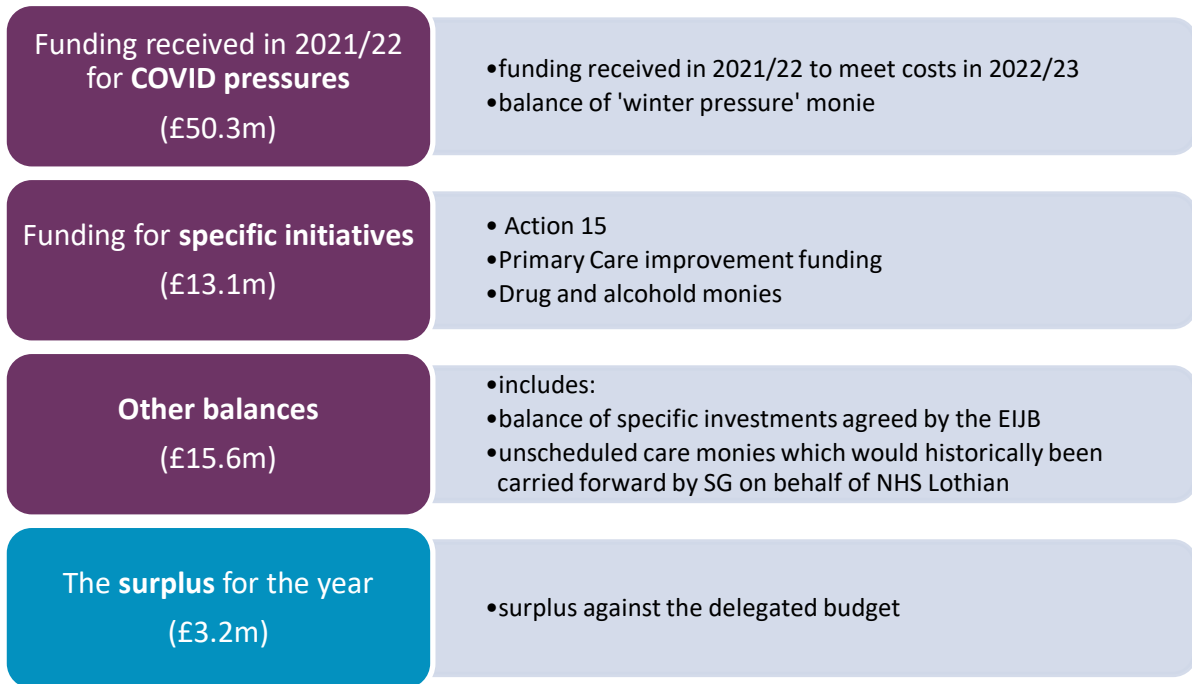 Funding received in 2021/22
for COVID pressures
(£50.3m)
•funding received in 2021/22 to meet costs in 2022/23
•balance of 'winter pressure' monie
Funding for specific initiatives
(£13.1m)
• Action 15
•Primary Care improvement funding
•Drug and alcohold monies
Other balances
(£15.6m)
•includes:
•balance of specific investments agreed by the EIJB
•unscheduled care monies which would historically been
carried forward by SG on behalf of NHS Lothian
The surplus for the year
(£3.2m)
•surplus against the delegated budget